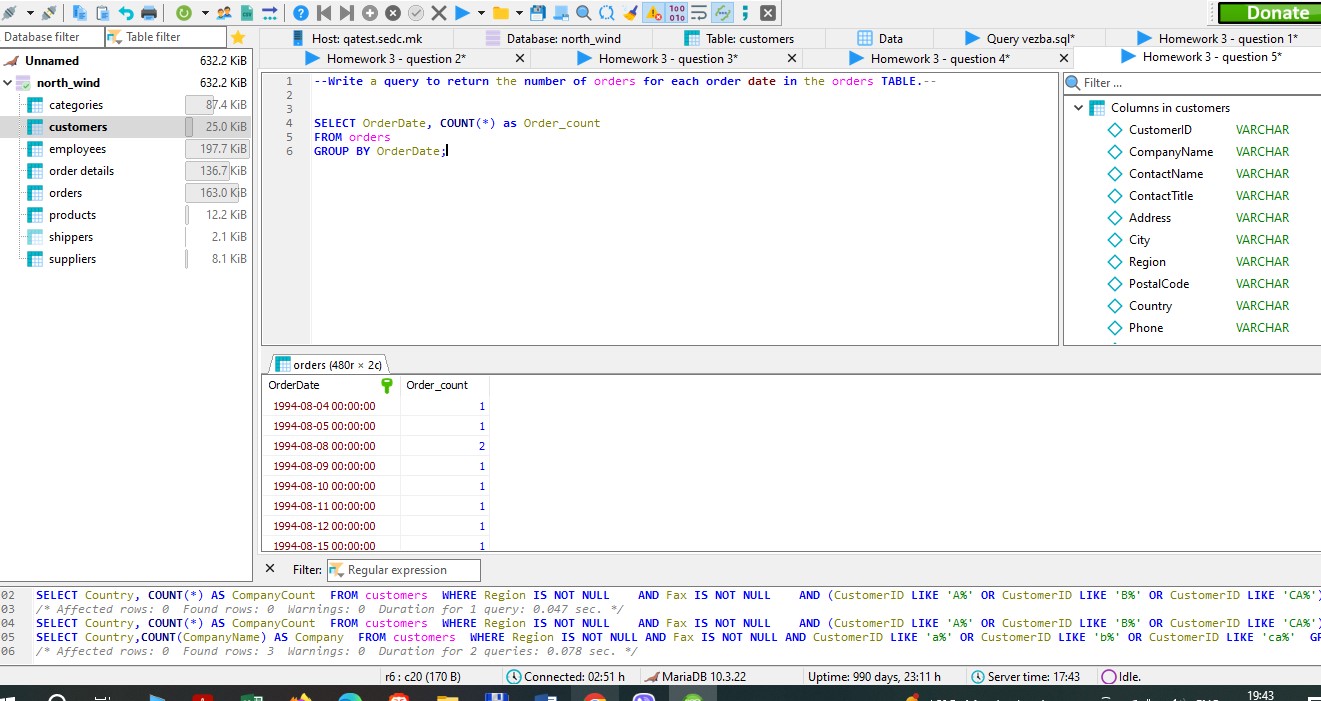 Donate
Database filter
Table filter
Host: qatest.sedc.mk
Database: north_wind
Table: customers
Data
Query vezba.sql*
Homework 3 - question 1*
Homework 3 - question 2*
Homework 3 - question 3*
Homework 3 - question 4*
Homework 3 - question 5*
Unnamed 632.2 KiB
north_wind 632.2 KiB
categories 87.4 KiB
customers 25.0 KiB
employees 197.7 KiB
order details 136.7 KiB
orders 163.0 KiB
products 12.2 KiB
shippers 2.1 KiB
suppliers 8.1 KiB
1 --Write a query to return the number of orders for each order date in the orders TABLE.--
2
3
4 SELECT OrderDate, COUNT(*) as Order_count
5 FROM orders
6 GROUP BY OrderDate;
Filter ...
Columns in customers
CustomerID VARCHAR
CompanyName VARCHAR
ContactName VARCHAR
ContactTitle VARCHAR
Address VARCHAR
City VARCHAR
Region VARCHAR
PostalCode VARCHAR
Country VARCHAR
Phone VARCHAR
orders (480r × 2c)
OrderDate Order_count
1994-08-04 00:00:00 1
1994-08-05 00:00:00 1
1994-08-08 00:00:00 2
1994-08-09 00:00:00 1
1994-08-10 00:00:00 1
1994-08-11 00:00:00 1
1994-08-12 00:00:00 1
1994-08-15 00:00:00 1
Filter: Regular expression
02 SELECT Country, COUNT(*) AS CompanyCount FROM customers WHERE Region IS NOT NULL AND Fax IS NOT NULL AND (CustomerID LIKE 'A%' OR CustomerID LIKE 'B%' OR CustomerID LIKE 'CA%')
03 /* Affected rows: 0 Found rows: 0 Warnings: 0 Duration for 1 query: 0.047 sec. */
04 SELECT Country, COUNT(*) AS CompanyCount FROM customers WHERE Region IS NOT NULL AND Fax IS NOT NULL AND (CustomerID LIKE 'A%' OR CustomerID LIKE 'B%' OR CustomerID LIKE 'CA%')
05 SELECT Country,COUNT(CompanyName) AS Company FROM customers WHERE Region IS NOT NULL AND Fax IS NOT NULL AND CustomerID LIKE 'a%' OR CustomerID LIKE 'b%' OR CustomerID LIKE 'ca%'
06 /* Affected rows: 0 Found rows: 3 Warnings: 0 Duration for 2 queries: 0.078 sec. */
r6 : c20 (170 B)
Connected: 02:51 h
MariaDB 10.3.22
Uptime: 990 days, 23:11 h
Server time: 17:43
Idle.
19:43